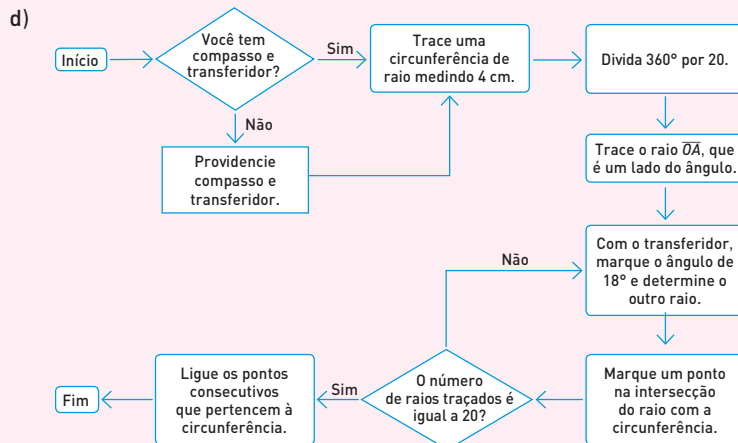 d)
Início
Você tem
compasso e
transferidor?
Sim
Trace uma
circunferência de
raio medindo 4 cm.
Divida 360° por 20.
Não
Providencie
compasso e
transferidor.
Trace o raio OA, que
é um lado do ângulo.
Com o transferidor,
marque o ângulo de
18° e determine o
outro raio.
Não
Marque um ponto
na intersecção
do raio com a
circunferência.
O número
de raios traçados é
igual a 20?
Sim
Ligue os pontos
consecutivos
que pertencem à
circunferência.
Fim